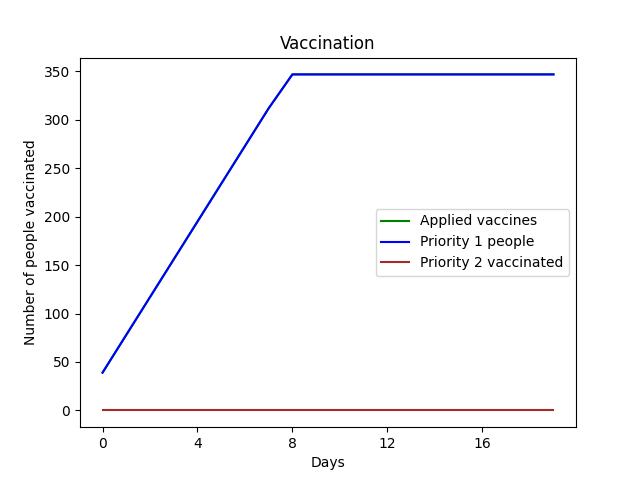 Vaccination
Number of people vaccinated
350
300
250
200
150
100
50
0
Applied vaccines
Priority 1 people
Priority 2 vaccinated
0 4 8 12 16
Days